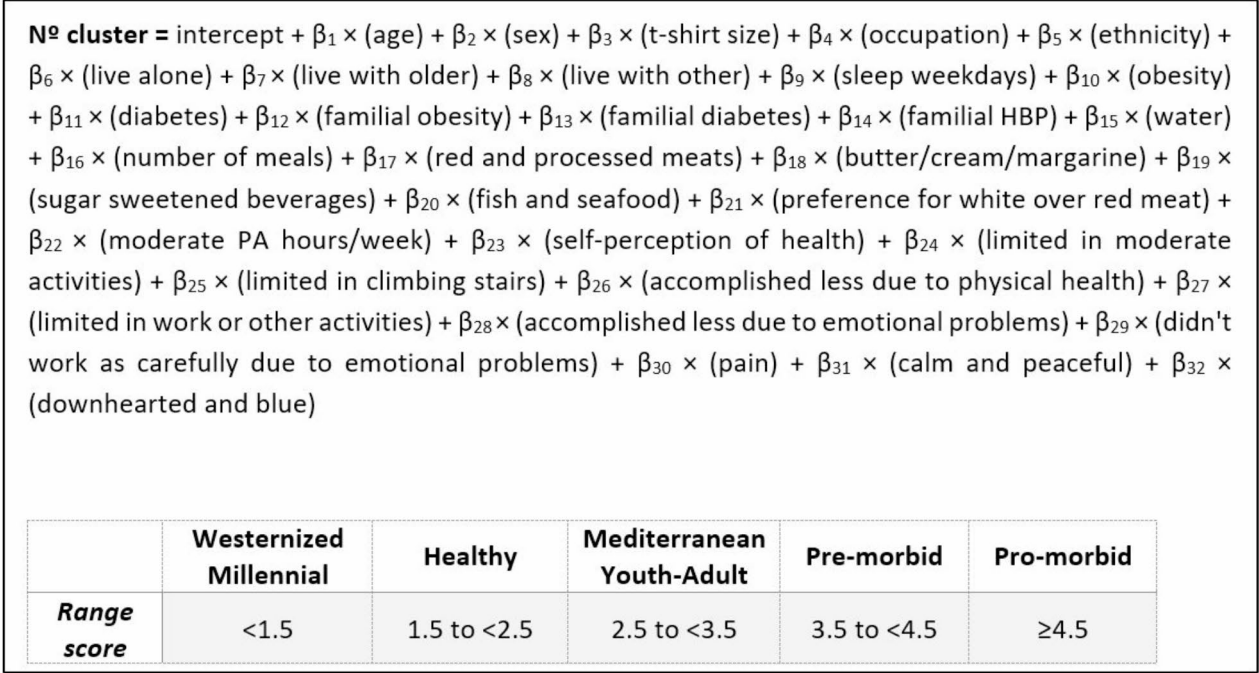 Nº cluster = intercept + β₁ × (age) + β₂ × (sex) + β₃ × (t-shirt size) + β₄ × (occupation) + β₅ × (ethnicity) +
β₆ × (live alone) + β₇ × (live with older) + β₈ × (live with other) + β₉ × (sleep weekdays) + β₁₀ × (obesity)
+ β₁₁ × (diabetes) + β₁₂ × (familial obesity) + β₁₃ × (familial diabetes) + β₁₄ × (familial HBP) + β₁₅ × (water)
+ β₁₆ × (number of meals) + β₁₇ × (red and processed meats) + β₁₈ × (butter/cream/margarine) + β₁₉ ×
(sugar sweetened beverages) + β₂₀ × (fish and seafood) + β₂₁ × (preference for white over red meat) +
β₂₂ × (moderate PA hours/week) + β₂₃ × (self-perception of health) + β₂₄ × (limited in moderate
activities) + β₂₅ × (limited in climbing stairs) + β₂₆ × (accomplished less due to physical health) + β₂₇ ×
(limited in work or other activities) + β₂₈ × (accomplished less due to emotional problems) + β₂₉ × (didn't
work as carefully due to emotional problems) + β₃₀ × (pain) + β₃₁ × (calm and peaceful) + β₃₂ ×
(downhearted and blue)
Westernized Millennial | Healthy | Mediterranean Youth-Adult | Pre-morbid | Pro-morbid
Range score | <1.5 | 1.5 to <2.5 | 2.5 to <3.5 | 3.5 to <4.5 | ≥4.5